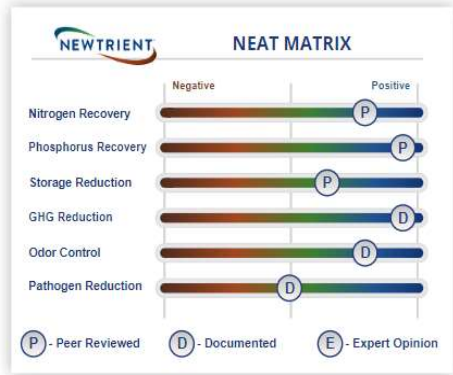 NEWTRIENT
NEAT MATRIX
Negative Positive
Nitrogen Recovery P
Phosphorus Recovery P
Storage Reduction P
GHG Reduction D
Odor Control D
Pathogen Reduction D
P - Peer Reviewed D - Documented E - Expert Opinion